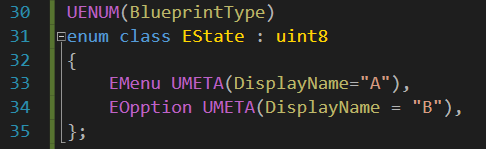 30 UENUM(BlueprintType)
31 enum class EState : uint8
32 {
33 EMenu UMETA(DisplayName="A"),
34 EOpption UMETA(DisplayName = "B"),
35 };